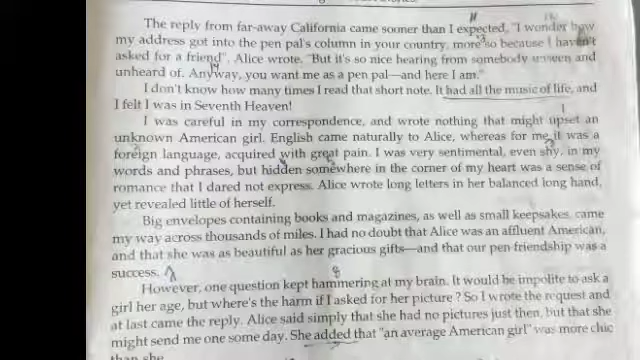 The reply from far-away California came sooner than I expected, "I wonder how
my address got into the pen pal's column in your country, more so because I haven't
asked for a friend", Alice wrote. "But it's so nice hearing from somebody unseen and
unheard of. Anyway, you want me as a pen pal—and here I am."
I don't know how many times I read that short note. It had all the music of life, and
I felt I was in Seventh Heaven!
I was careful in my correspondence, and wrote nothing that might upset an
unknown American girl. English came naturally to Alice, whereas for me it was a
foreign language, acquired with great pain. I was very sentimental, even shy, in my
words and phrases, but hidden somewhere in the corner of my heart was a sense of
romance that I dared not express. Alice wrote long letters in her balanced long hand,
yet revealed little of herself.
Big envelopes containing books and magazines, as well as small keepsakes, came
my way across thousands of miles. I had no doubt that Alice was an affluent American,
and that she was as beautiful as her gracious gifts—and that our pen-friendship was a
success.
However, one question kept hammering at my brain. It would be impolite to ask a
girl her age, but where's the harm if I asked for her picture ? So I wrote the request and
at last came the reply. Alice said simply that she had no pictures just then, but that she
might send me one some day. She added that "an average American girl" was more chic
than she